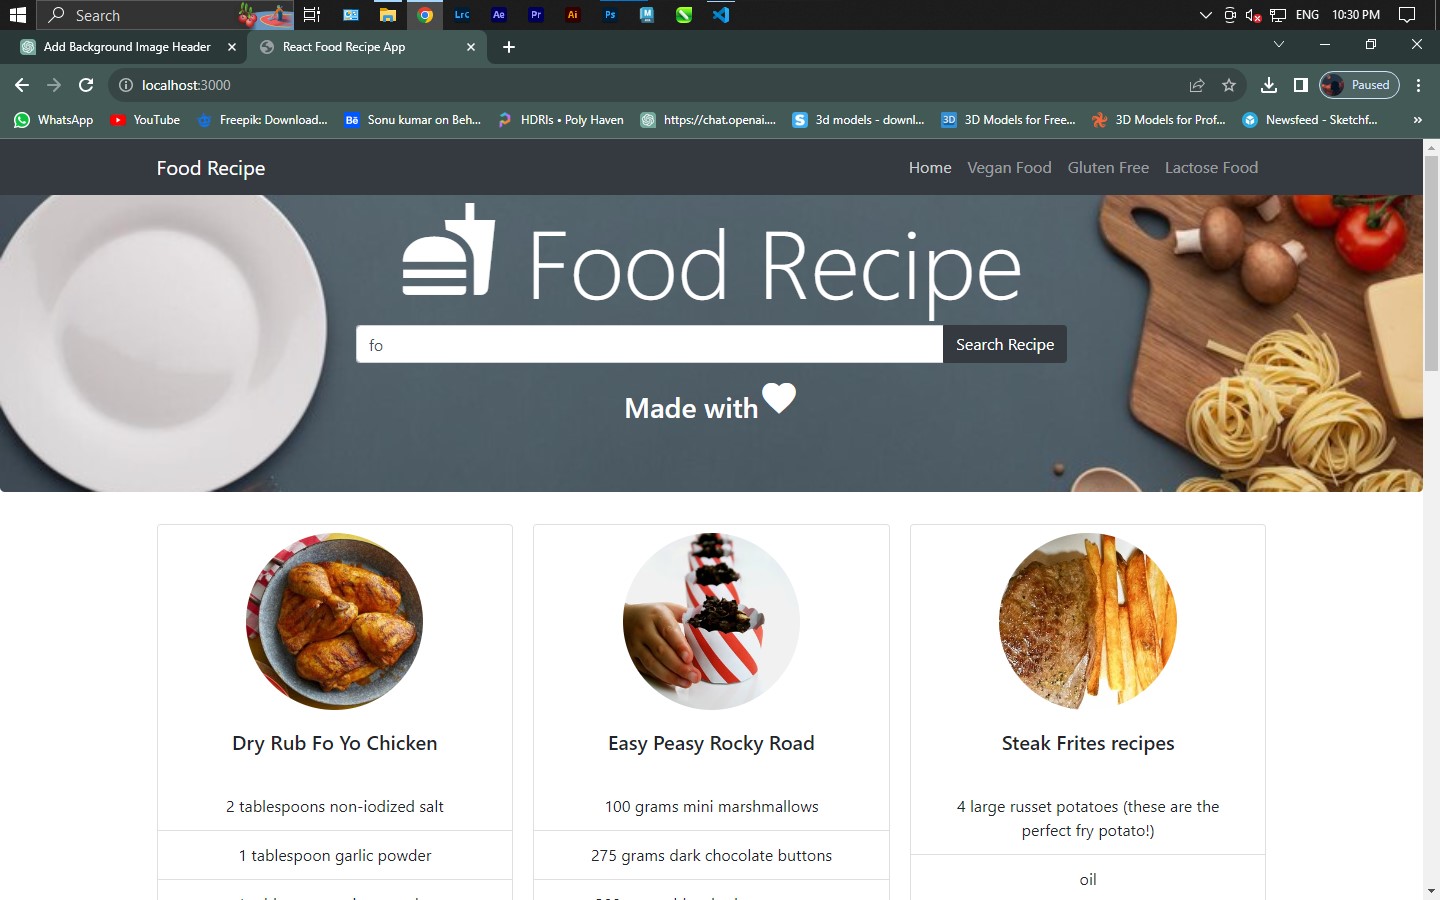 Search
Lrc
Ae
Pr
Ai
Ps
M
ENG
10:30 PM
Add Background Image Header
React Food Recipe App
localhost:3000
Paused
WhatsApp
YouTube
Freepik: Download...
Bē
Sonu kumar on Beh...
HDRIs • Poly Haven
https://chat.openai....
S
3d models - downl...
3D
3D Models for Free...
3D Models for Prof...
Newsfeed - Sketchf...
»
Food Recipe
Home
Vegan Food
Gluten Free
Lactose Food
Food Recipe
fo
Search Recipe
Made with
Dry Rub Fo Yo Chicken
2 tablespoons non-iodized salt
1 tablespoon garlic powder
Easy Peasy Rocky Road
100 grams mini marshmallows
275 grams dark chocolate buttons
Steak Frites recipes
4 large russet potatoes (these are the
perfect fry potato!)
oil